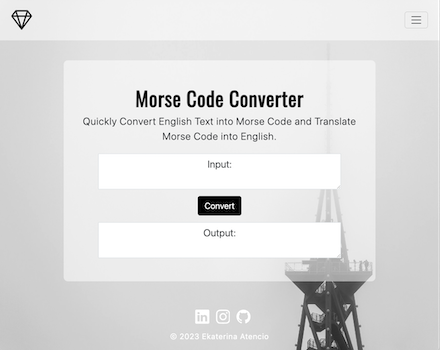 Morse Code Converter
Quickly Convert English Text into Morse Code and Translate
Morse Code into English.
Input:
Convert
Output:
© 2023 Ekaterina Atencio